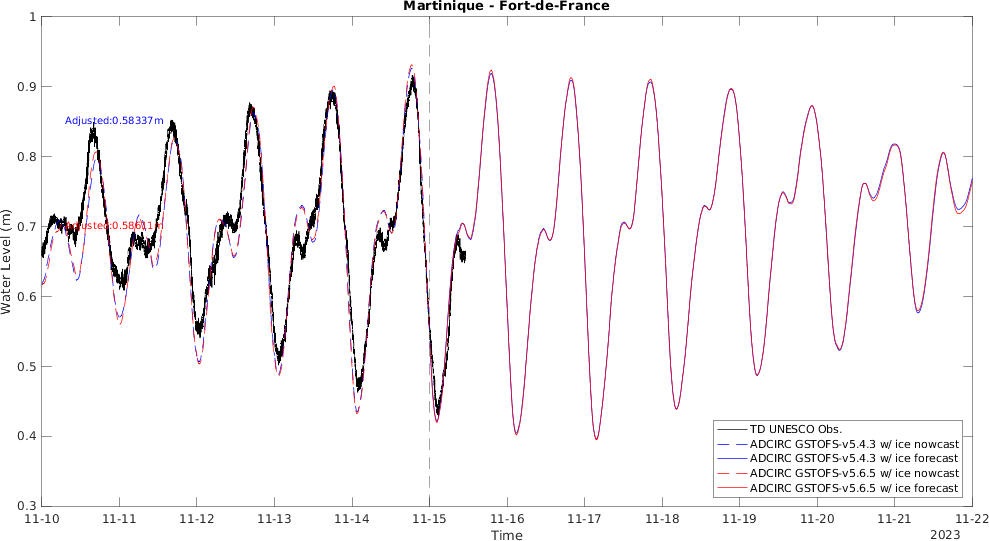 Martinique - Fort-de-France
Water Level (m)
1
0.9
0.8
0.7
0.6
0.5
0.4
0.3
Adjusted:0.58337m
Adjusted:0.58611m
TD UNESCO Obs.
ADCIRC GSTOFS-v5.4.3 w/ ice nowcast
ADCIRC GSTOFS-v5.4.3 w/ ice forecast
ADCIRC GSTOFS-v5.6.5 w/ ice nowcast
ADCIRC GSTOFS-v5.6.5 w/ ice forecast
11-10 11-11 11-12 11-13 11-14 11-15 11-16 11-17 11-18 11-19 11-20 11-21 11-22
Time
2023